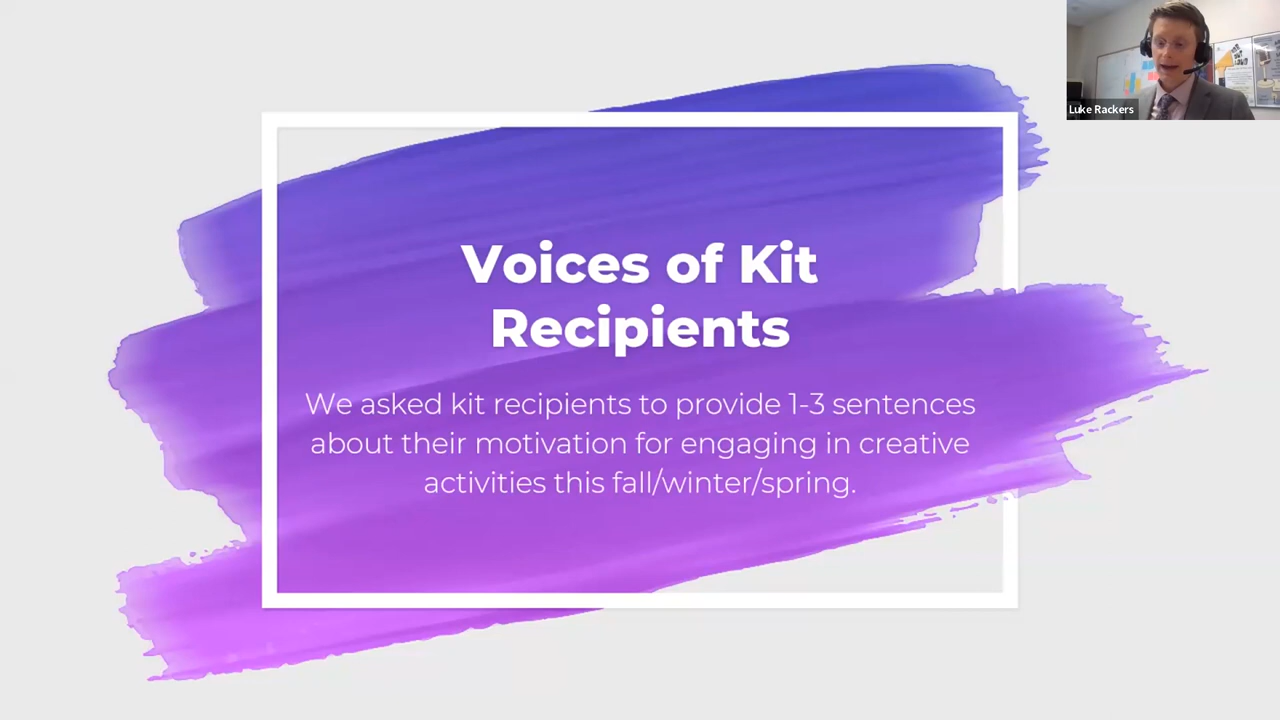 Luke Rackers
Voices of Kit
Recipients
We asked kit recipients to provide 1-3 sentences
about their motivation for engaging in creative
activities this fall/winter/spring.